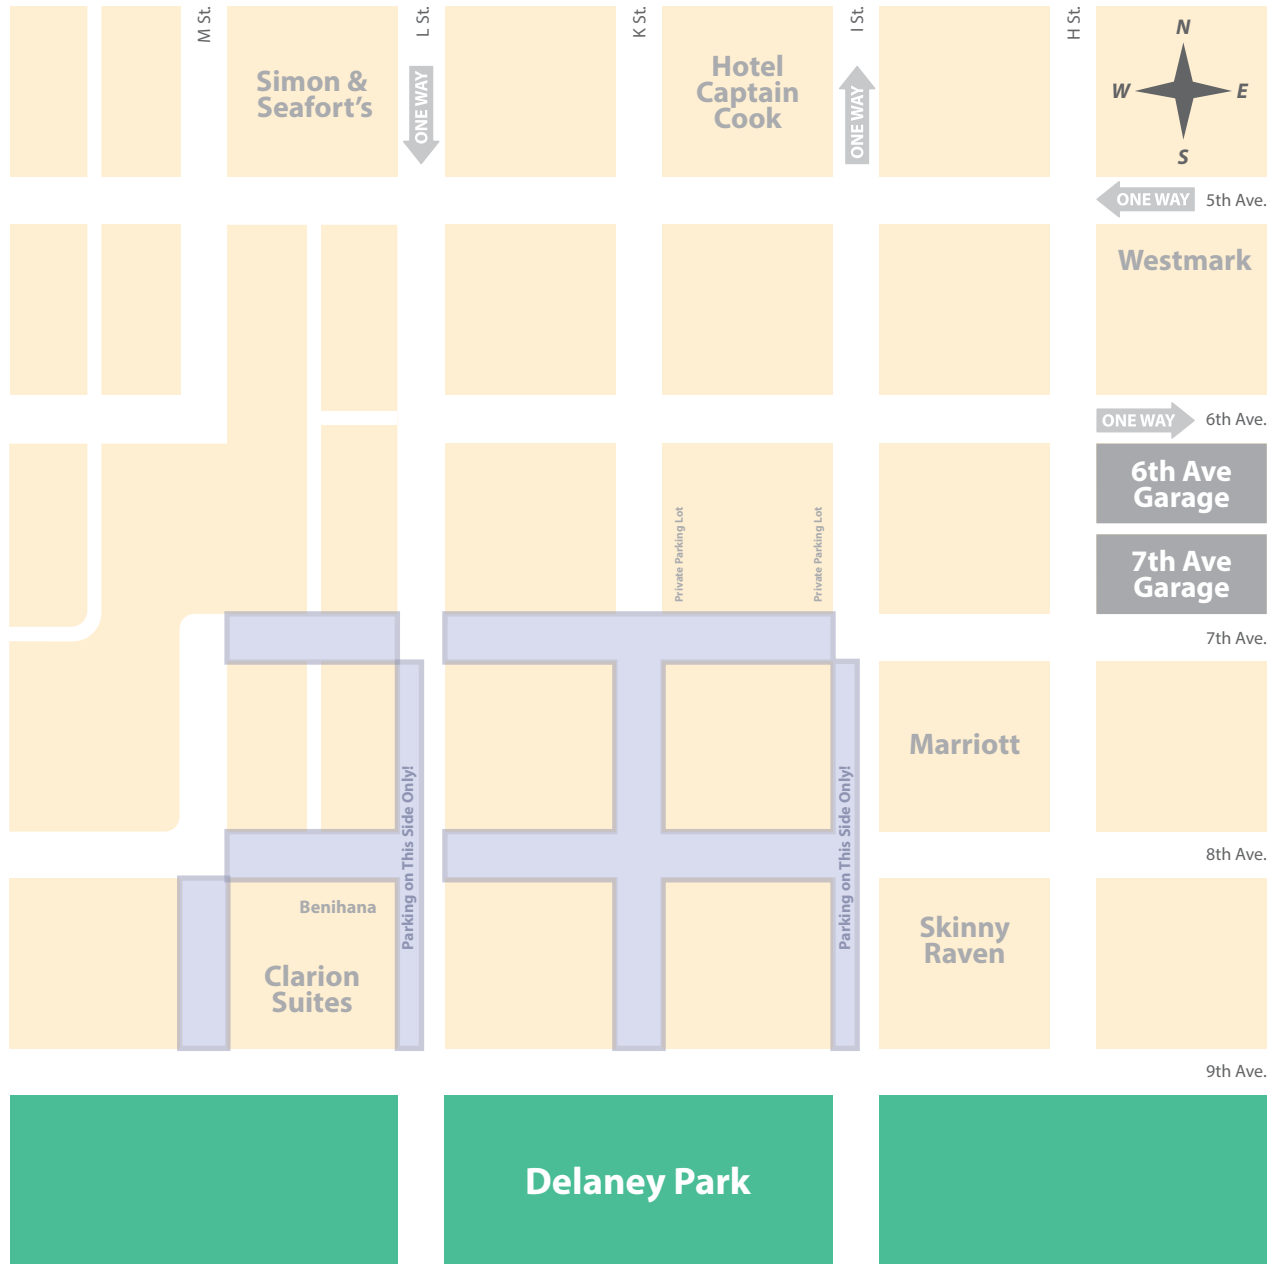 M St.
L St.
K St.
I St.
H St.
N
W
E
S
Simon &
Seafort's
ONE WAY
Hotel
Captain
Cook
ONE WAY
ONE WAY
5th Ave.
Westmark
ONE WAY
6th Ave.
6th Ave
Garage
Private Parking Lot
Private Parking Lot
7th Ave
Garage
7th Ave.
Marriott
Parking on This Side Only!
Parking on This Side Only!
8th Ave.
Benihana
Clarion
Suites
Skinny
Raven
9th Ave.
Delaney Park